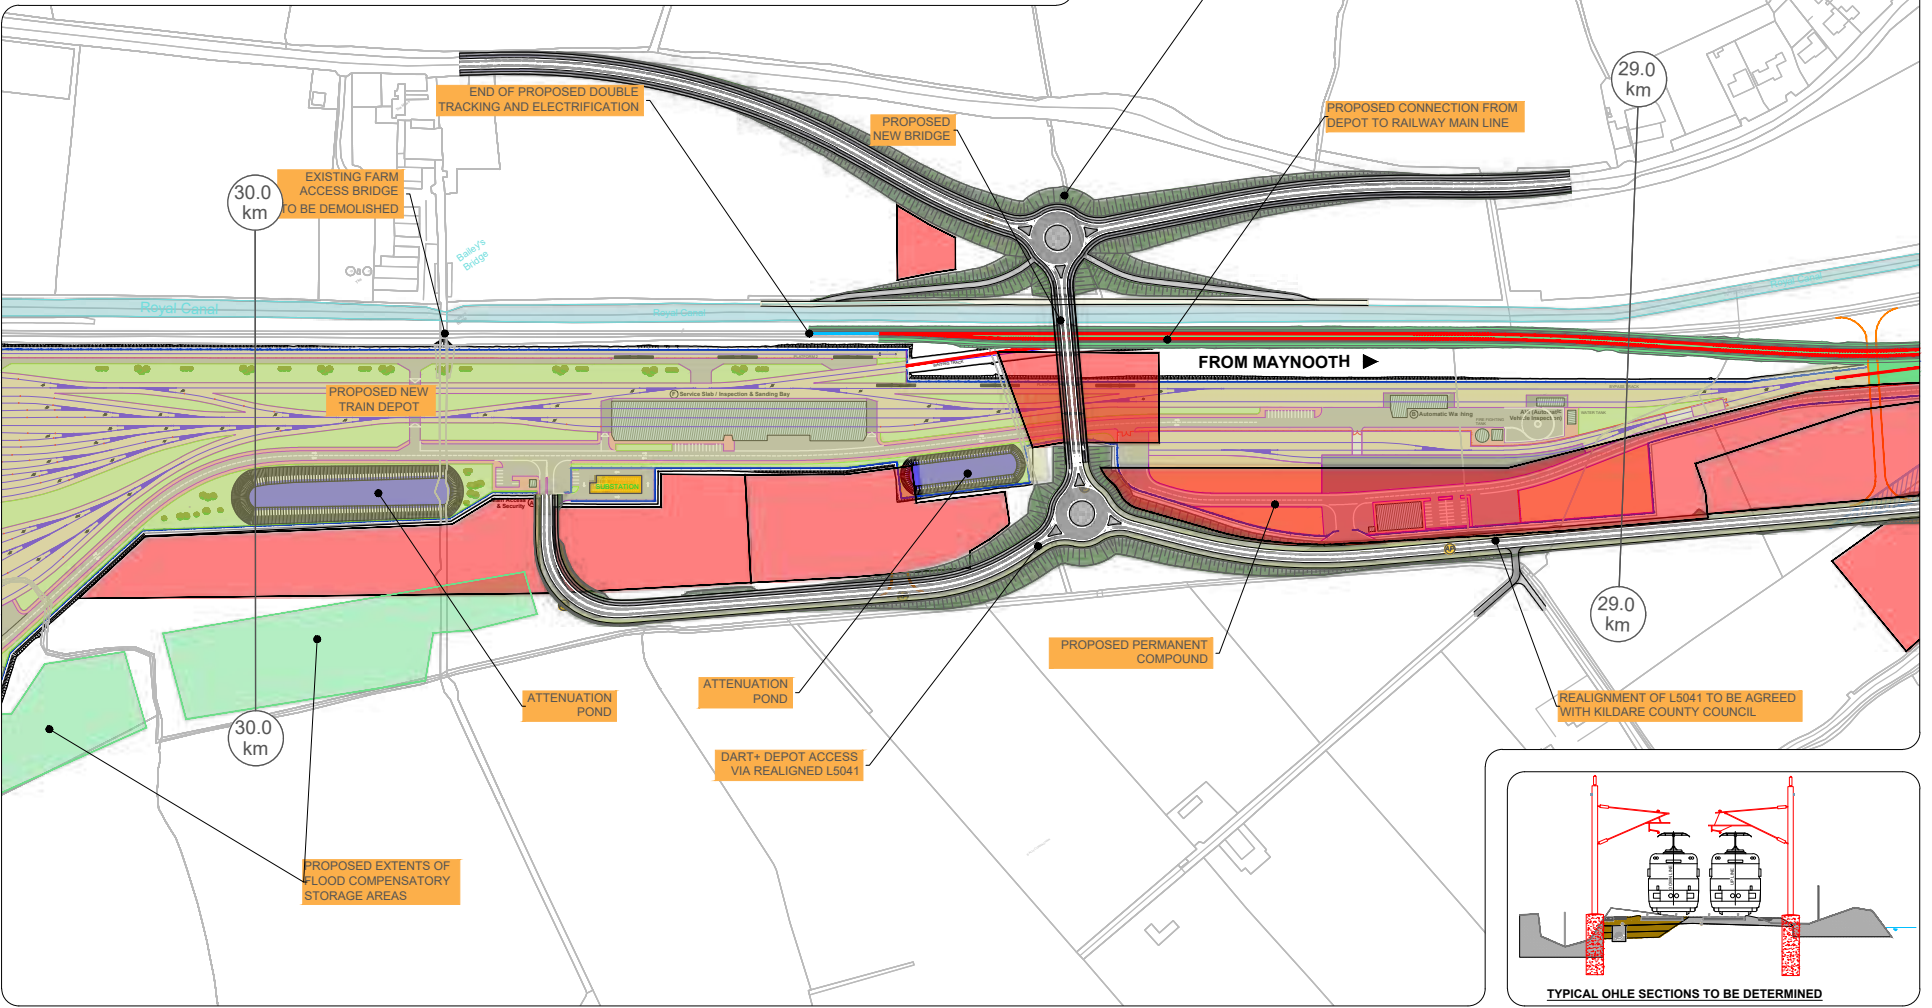 29.0
km
END OF PROPOSED DOUBLE
TRACKING AND ELECTRIFICATION
PROPOSED
NEW BRIDGE
PROPOSED CONNECTION FROM
DEPOT TO RAILWAY MAIN LINE
EXISTING FARM
ACCESS BRIDGE
TO BE DEMOLISHED
30.0
km
Bailey's
Bridge
Royal Canal
Royal Canal
FROM MAYNOOTH
PROPOSED NEW
TRAIN DEPOT
Service Slab / Inspection & Sanding Bay
SUBSTATION
& Security
29.0
km
PROPOSED PERMANENT
COMPOUND
ATTENUATION
POND
ATTENUATION
POND
REALIGNMENT OF L5041 TO BE AGREED
WITH KILDARE COUNTY COUNCIL
30.0
km
DART+ DEPOT ACCESS
VIA REALIGNED L5041
PROPOSED EXTENTS OF
FLOOD COMPENSATORY
STORAGE AREAS
UP LINE
TYPICAL OHLE SECTIONS TO BE DETERMINED